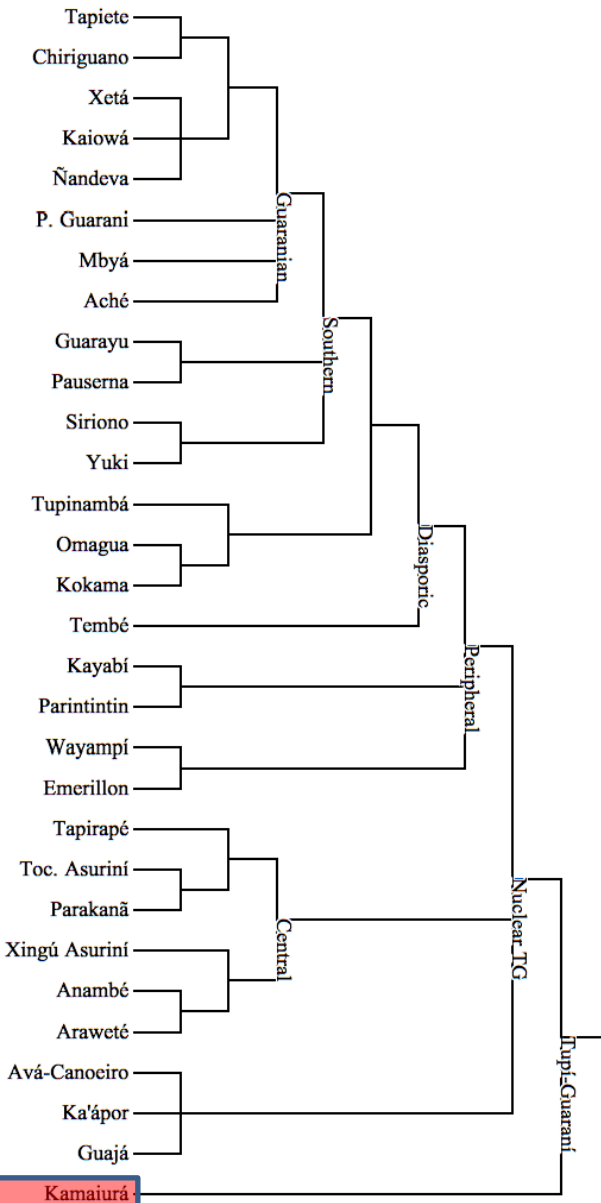 Tapiete
Chiriguano
Xetá
Kaiowá
Ñandeva
P. Guarani
Mbyá
Aché
Guarayu
Pauserna
Siriono
Yuki
Tupinambá
Omagua
Kokama
Tembé
Kayabí
Parintintin
Wayampí
Emerillon
Tapirapé
Toc. Asuriní
Parakanã
Xingú Asuriní
Anambé
Araweté
Avá-Canoeiro
Ka'ápor
Guajá
Kamaiurá
Guaranian
Southern
Diasporic
Peripheral
Central
Nuclear_TG
Tupí-Guaraní